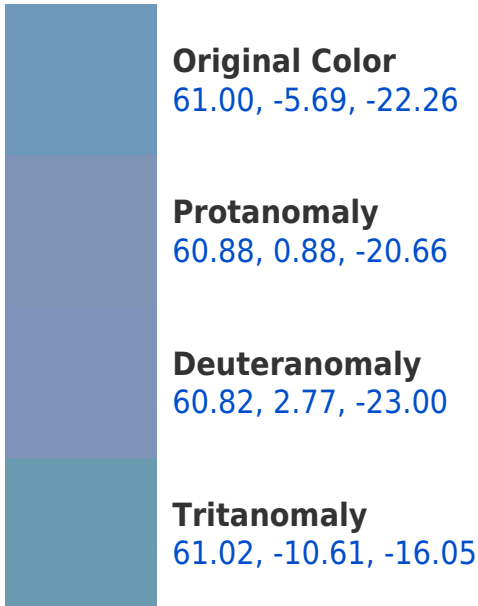 Original Color
61.00, -5.69, -22.26
Protanomaly
60.88, 0.88, -20.66
Deuteranomaly
60.82, 2.77, -23.00
Tritanomaly
61.02, -10.61, -16.05